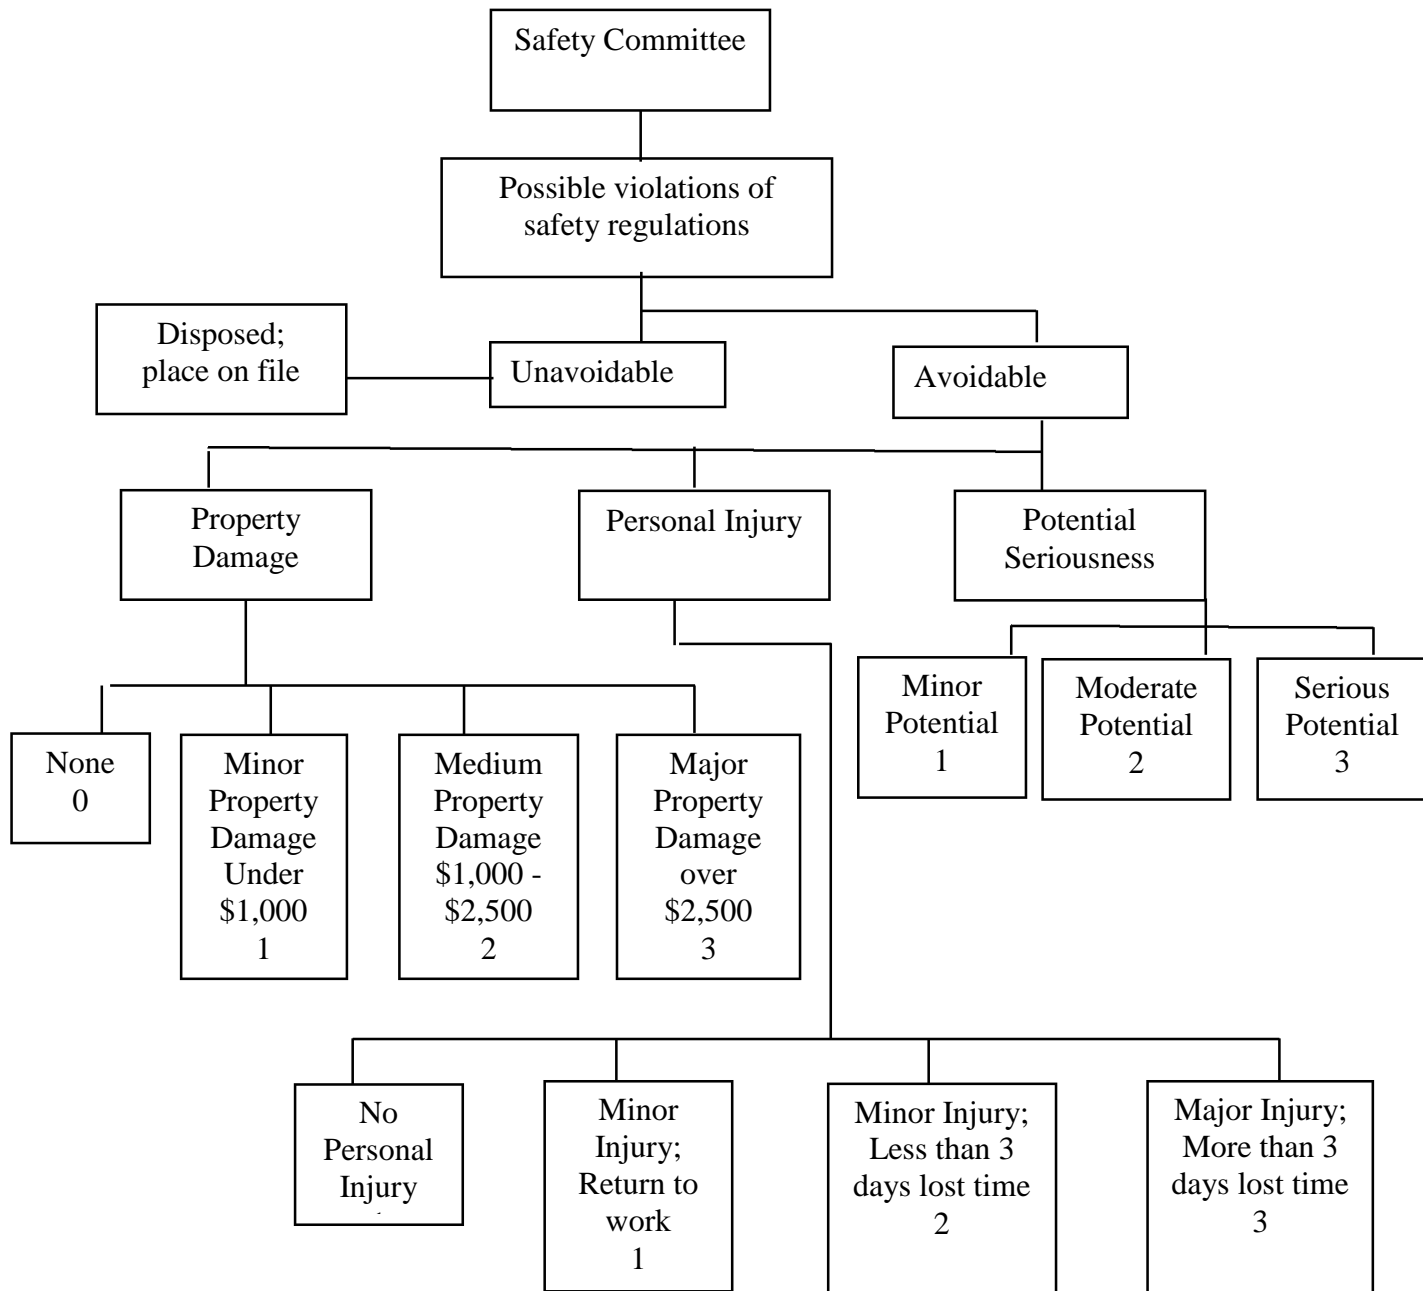 Safety Committee
Possible violations of
safety regulations
Disposed;
place on file
Unavoidable
Avoidable
Property
Damage
Personal Injury
Potential
Seriousness
Minor
Potential
1
Moderate
Potential
2
Serious
Potential
3
None
0
Minor
Property
Damage
Under
$1,000
1
Medium
Property
Damage
$1,000 -
$2,500
2
Major
Property
Damage
over
$2,500
3
No
Personal
Injury
Minor
Injury;
Return to
work
1
Minor Injury;
Less than 3
days lost time
2
Major Injury;
More than 3
days lost time
3